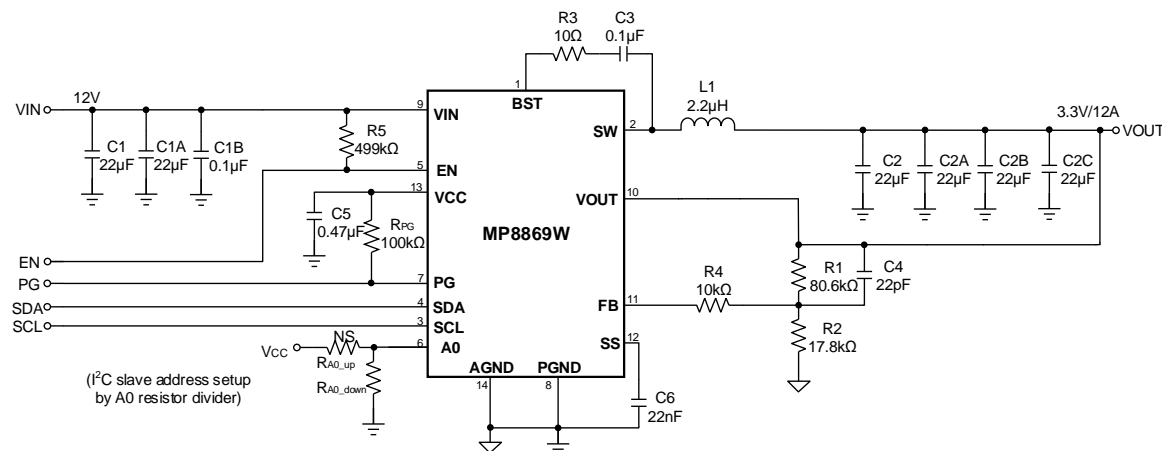 R3
10Ω
C3
0.1µF
1
BST
L1
2.2µH
VIN
12V
9
VIN
SW
2
3.3V/12A
VOUT
C1
22µF
C1A
22µF
C1B
0.1µF
R5
499kΩ
C2
22µF
C2A
22µF
C2B
22µF
C2C
22µF
5
EN
13
VCC
VOUT
10
C5
0.47µF
RPG
100kΩ
MP8869W
EN
PG
7
PG
R4
10kΩ
R1
80.6kΩ
C4
22pF
SDA
4
SDA
FB
11
SCL
3
SCL
R2
17.8kΩ
VCC
NS
6
A0
SS
12
RA0_up
RA0_down
(I²C slave address setup
by A0 resistor divider)
AGND
PGND
14
8
C6
22nF